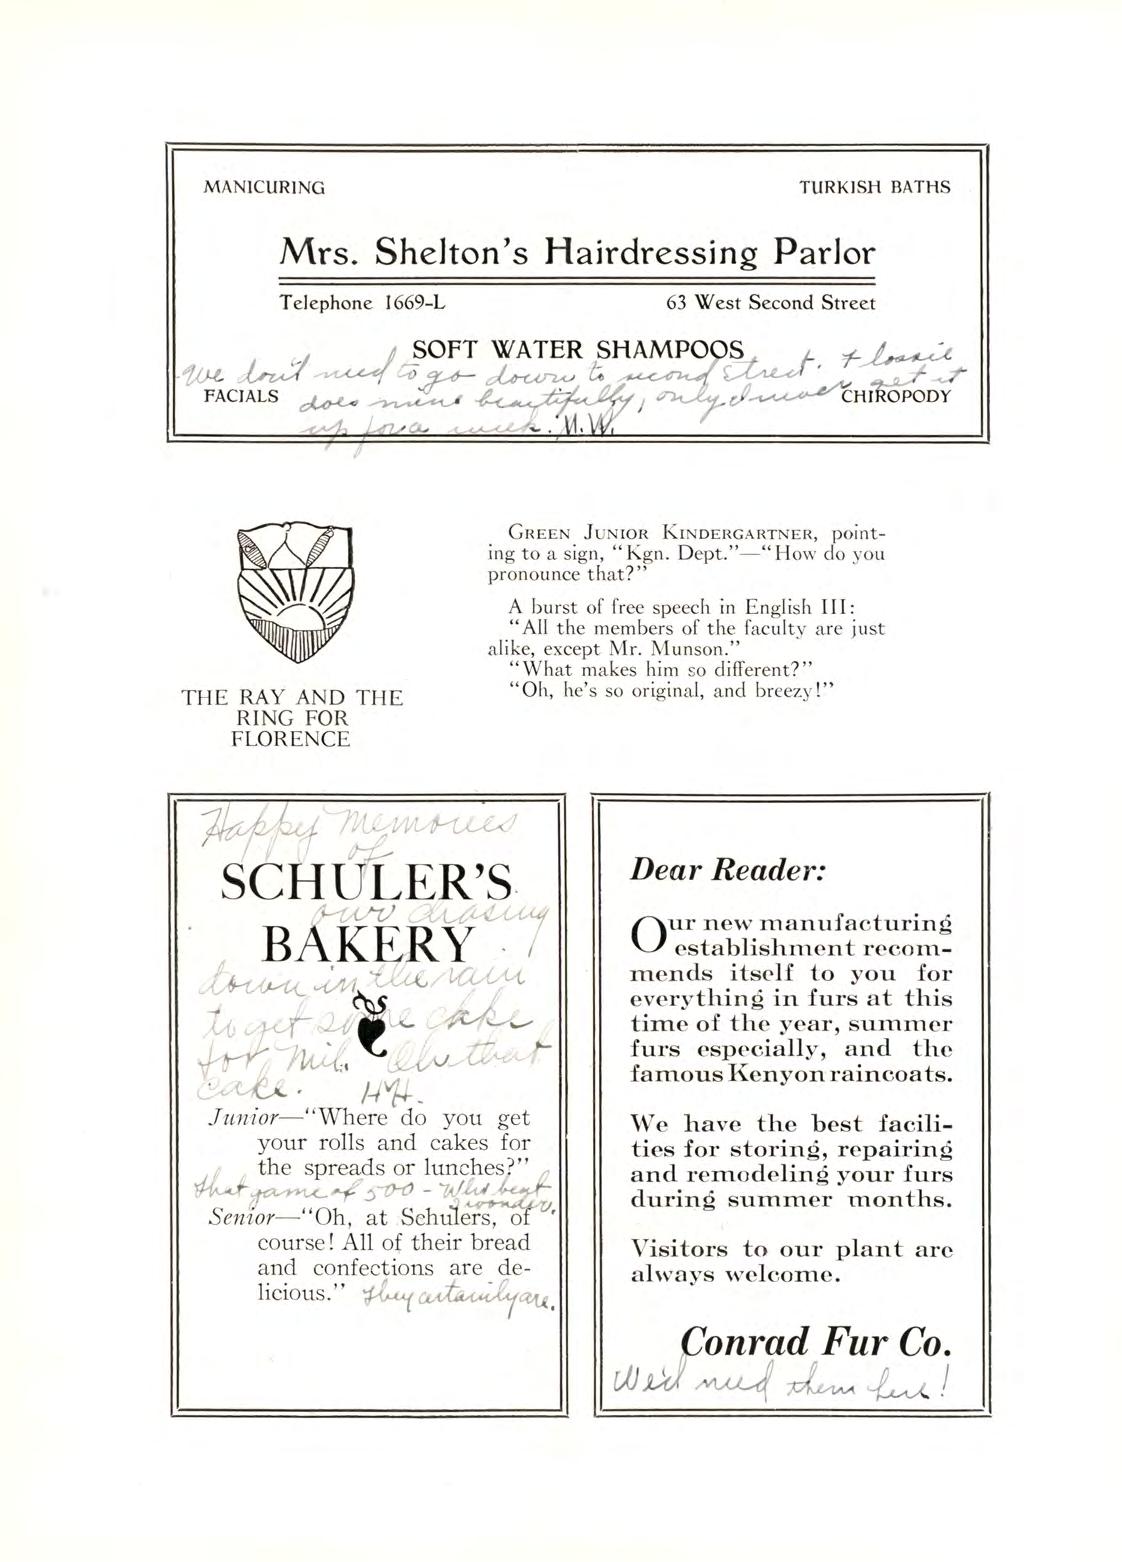 MANICURING TURKISH BATHS
Mrs. Shelton's Hairdressing Parlor
Telephone 1669-L 63 West Second Street
SOFT WATER SHAMPOOS
We don't need to go down to second street. Flossie
FACIALS CHIROPODY
does mine beautifully, only I never get it
up for a week. N.W.
THE RAY AND THE
RING FOR
FLORENCE
GREEN JUNIOR KINDERGARTNER, point-
ing to a sign, "Kgn. Dept."—"How do you
pronounce that?"
A burst of free speech in English III:
"All the members of the faculty are just
alike, except Mr. Munson."
"What makes him so different?"
"Oh, he's so original, and breezy!"
Happy Memories
of
SCHULER'S
our chasing
BAKERY
down in the rain
to get some cake
for Mil. Oh that
cake. HH.
Junior—"Where do you get
your rolls and cakes for
the spreads or lunches?"
that game of 500 - Who beat
I wonder.
Senior—"Oh, at Schulers, of
course! All of their bread
and confections are de-
licious." They certainly are.
Dear Reader:
Our new manufacturing
establishment recom-
mends itself to you for
everything in furs at this
time of the year, summer
furs especially, and the
famous Kenyon raincoats.
We have the best facili-
ties for storing, repairing
and remodeling your furs
during summer months.
Visitors to our plant are
always welcome.
Conrad Fur Co.
We'd need them here!